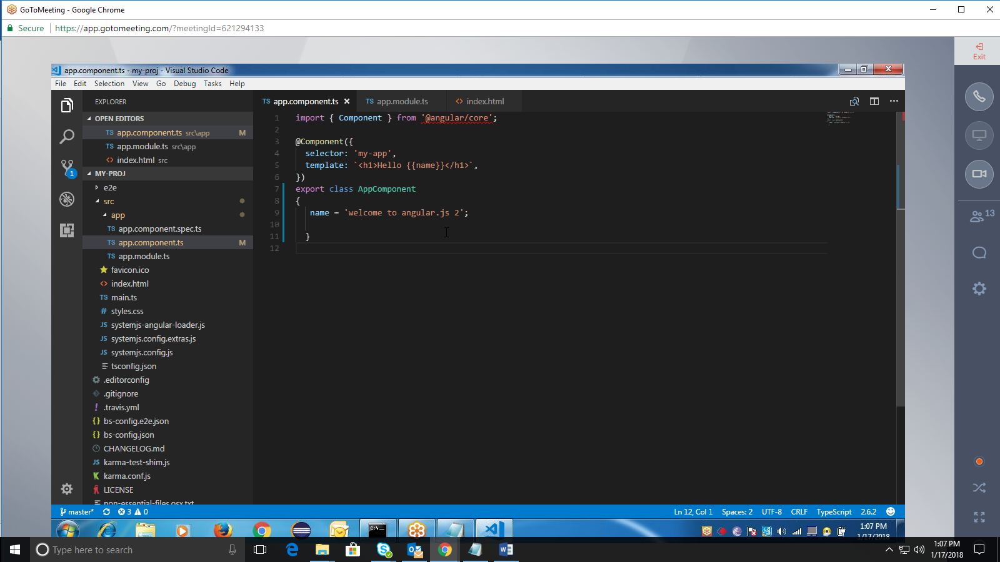 GoToMeeting - Google Chrome
Secure https://app.gotomeeting.com/?meetingId=621294133
Exit
app.component.ts - my-proj - Visual Studio Code
File Edit Selection View Go Debug Tasks Help
EXPLORER
OPEN EDITORS
TS app.component.ts src\app M
TS app.module.ts src\app
<> index.html src
MY-PROJ
e2e
src
app
TS app.component.spec.ts
TS app.component.ts M
TS app.module.ts
favicon.ico
<> index.html
TS main.ts
# styles.css
JS systemjs-angular-loader.js
JS systemjs.config.extras.js
JS systemjs.config.js
tsconfig.json
.editorconfig
.gitignore
! .travis.yml
{} bs-config.e2e.json
{} bs-config.json
CHANGELOG.md
JS karma-test-shim.js
K karma.conf.js
LICENSE
non-essential-files.osx.txt
1
TS app.component.ts × TS app.module.ts <> index.html
1 import { Component } from '@angular/core';
2
3 @Component({
4 selector: 'my-app',
5 template: `<h1>Hello {{name}}</h1>`,
6 })
7 export class AppComponent
8 {
9 name = 'welcome to angular.js 2';
10
11 }
12
13
master* 3 0 Ln 12, Col 1 Spaces: 2 UTF-8 CRLF TypeScript 2.6.2
C:\_
1:07 PM
1/17/2018
Type here to search
1:07 PM
1/17/2018